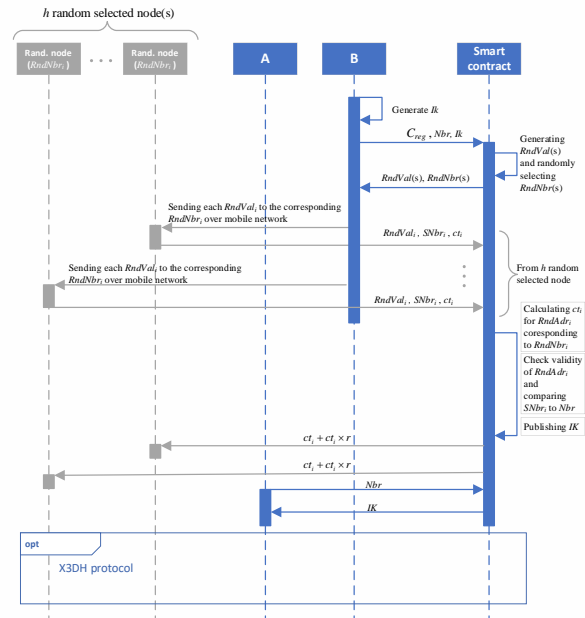 h random selected node(s)
Rand. node
(RndNbrᵢ)
. . .
Rand. node
(RndNbrᵢ)
A
B
Smart
contract
Generate Ik
C_reg , Nbr, Ik
Generating
RndVal(s)
and randomly
selecting
RndNbr(s)
RndVal(s), RndNbr(s)
Sending each RndValᵢ to the corresponding
RndNbrᵢ over mobile network
RndValᵢ , SNbrᵢ , ctᵢ
Sending each RndValᵢ to the corresponding
RndNbrᵢ over mobile network
From h random
selected node
RndValᵢ , SNbrᵢ , ctᵢ
Calculating ctᵢ
for RndAdrᵢ
coresponding
to RndNbrᵢ
Check validity
of RndAdrᵢ
and
comparing
SNbrᵢ to Nbr
Publishing IK
ctᵢ + ctᵢ × r
ctᵢ + ctᵢ × r
Nbr
IK
opt
X3DH protocol